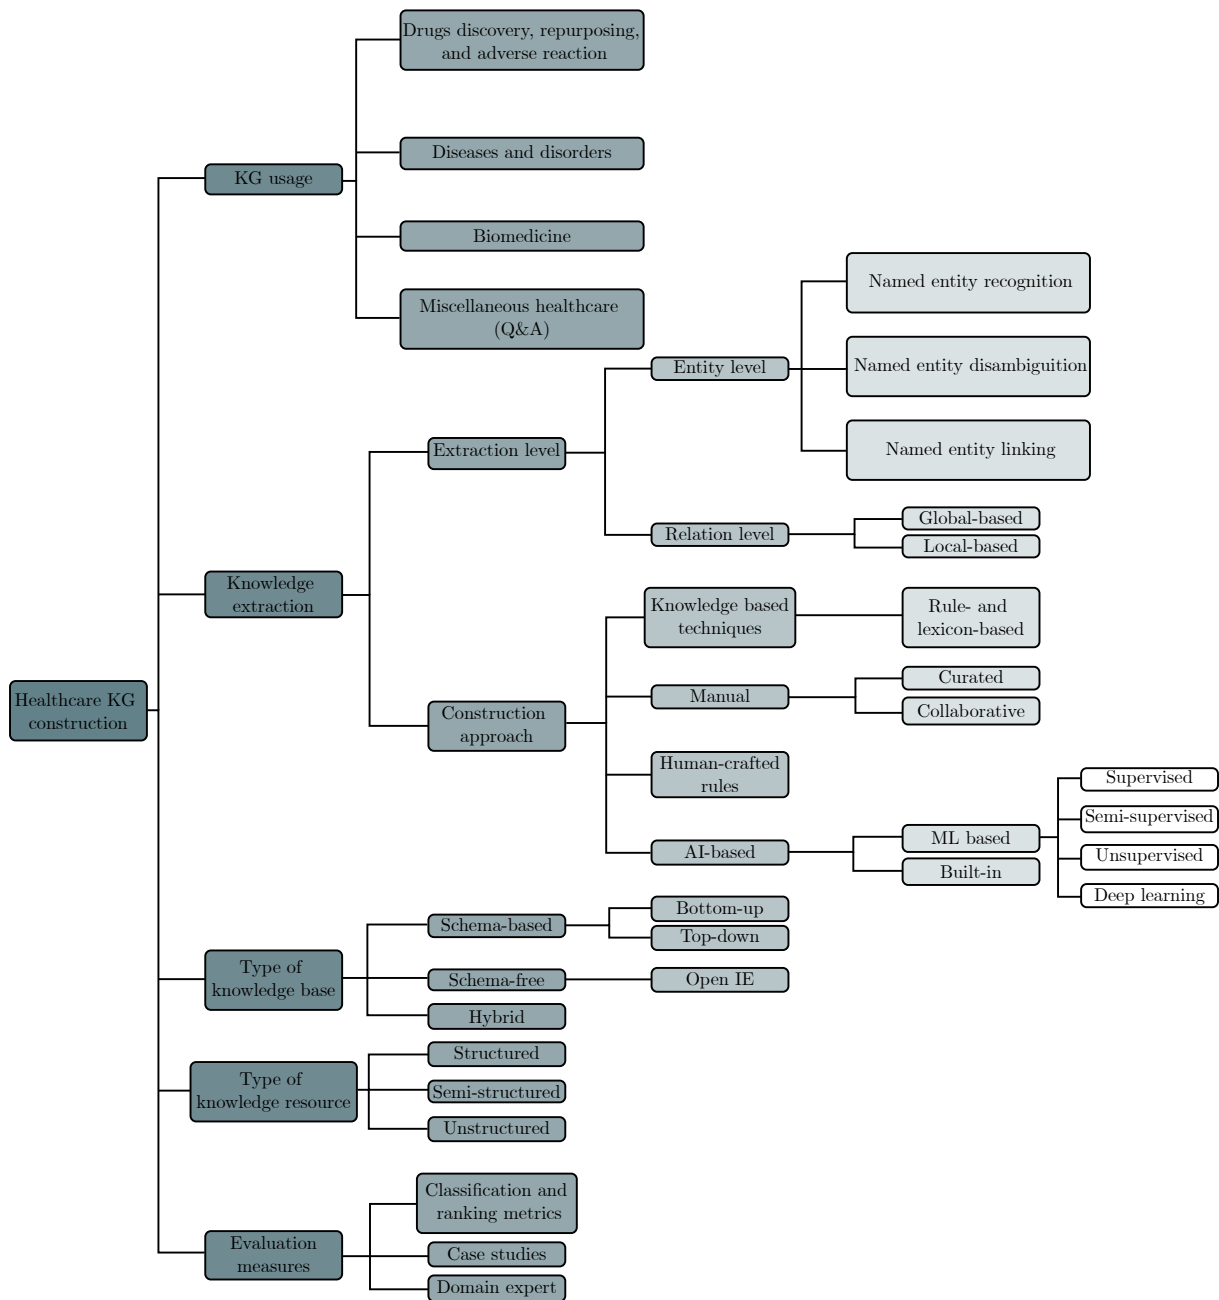 Drugs discovery, repurposing,
and adverse reaction
Diseases and disorders
KG usage
Biomedicine
Miscellaneous healthcare
(Q&A)
Named entity recognition
Entity level
Named entity disambiguition
Named entity linking
Extraction level
Relation level
Global-based
Local-based
Knowledge
extraction
Knowledge based
techniques
Rule- and
lexicon-based
Healthcare KG
construction
Construction
approach
Manual
Curated
Collaborative
Human-crafted
rules
AI-based
ML based
Built-in
Supervised
Semi-supervised
Unsupervised
Deep learning
Type of
knowledge base
Schema-based
Bottom-up
Top-down
Schema-free
Open IE
Hybrid
Type of
knowledge resource
Structured
Semi-structured
Unstructured
Evaluation
measures
Classification and
ranking metrics
Case studies
Domain expert